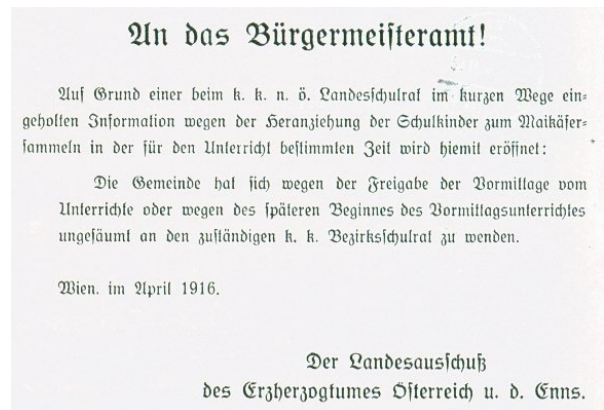 An das Bürgermeisteramt!
Auf Grund einer beim k. k. n. ö. Landesschulrat im kurzen Wege ein-
geholten Information wegen der Heranziehung der Schulkinder zum Maikäfer-
sammeln in der für den Unterricht bestimmten Zeit wird hiemit eröffnet:
Die Gemeinde hat sich wegen der Freigabe der Vormittage vom
Unterrichte oder wegen des späteren Beginnes des Vormittagsunterrichtes
ungesäumt an den zuständigen k. k. Bezirksschulrat zu wenden.
Wien. im April 1916.
Der Landesausschuß
des Erzherzogtumes Österreich u. d. Enns.